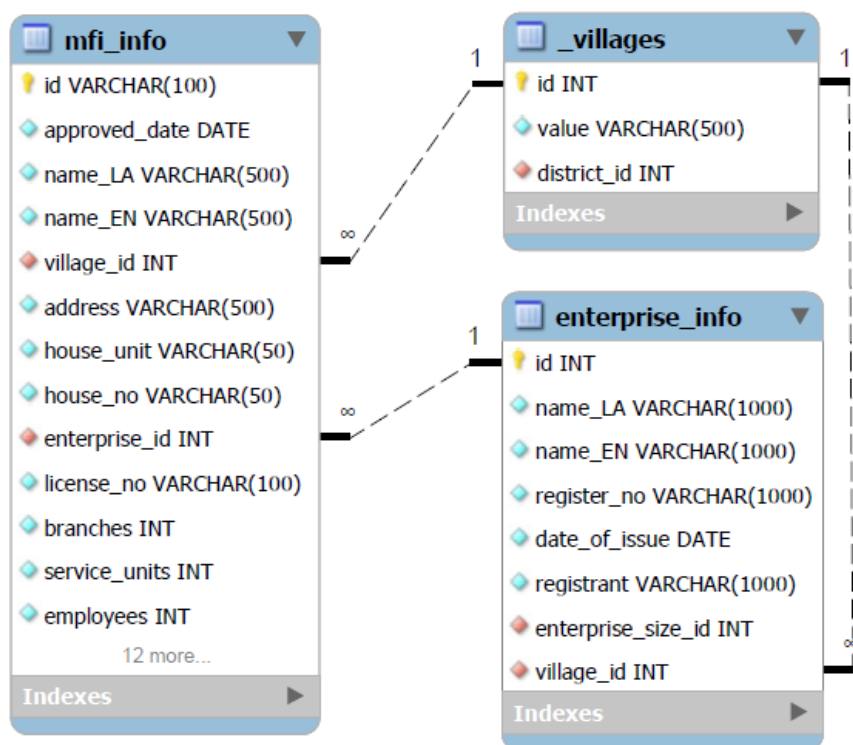 mfi_info
id VARCHAR(100)
approved_date DATE
name_LA VARCHAR(500)
name_EN VARCHAR(500)
village_id INT
address VARCHAR(500)
house_unit VARCHAR(50)
house_no VARCHAR(50)
enterprise_id INT
license_no VARCHAR(100)
branches INT
service_units INT
employees INT
12 more...
Indexes
∞
∞
1
1
_villages
id INT
value VARCHAR(500)
district_id INT
Indexes
1
enterprise_info
id INT
name_LA VARCHAR(1000)
name_EN VARCHAR(1000)
register_no VARCHAR(1000)
date_of_issue DATE
registrant VARCHAR(1000)
enterprise_size_id INT
village_id INT
Indexes
∞